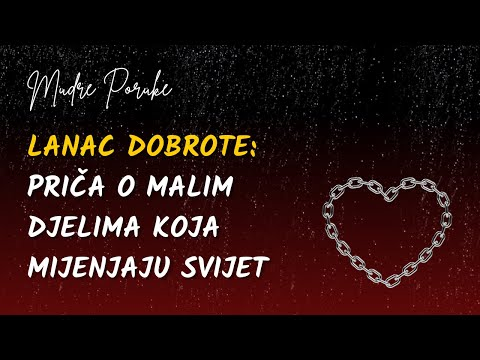 Mudre Poruke
LANAC DOBROTE:
PRIČA O MALIM
DJELIMA KOJA
MIJENJAJU SVIJET